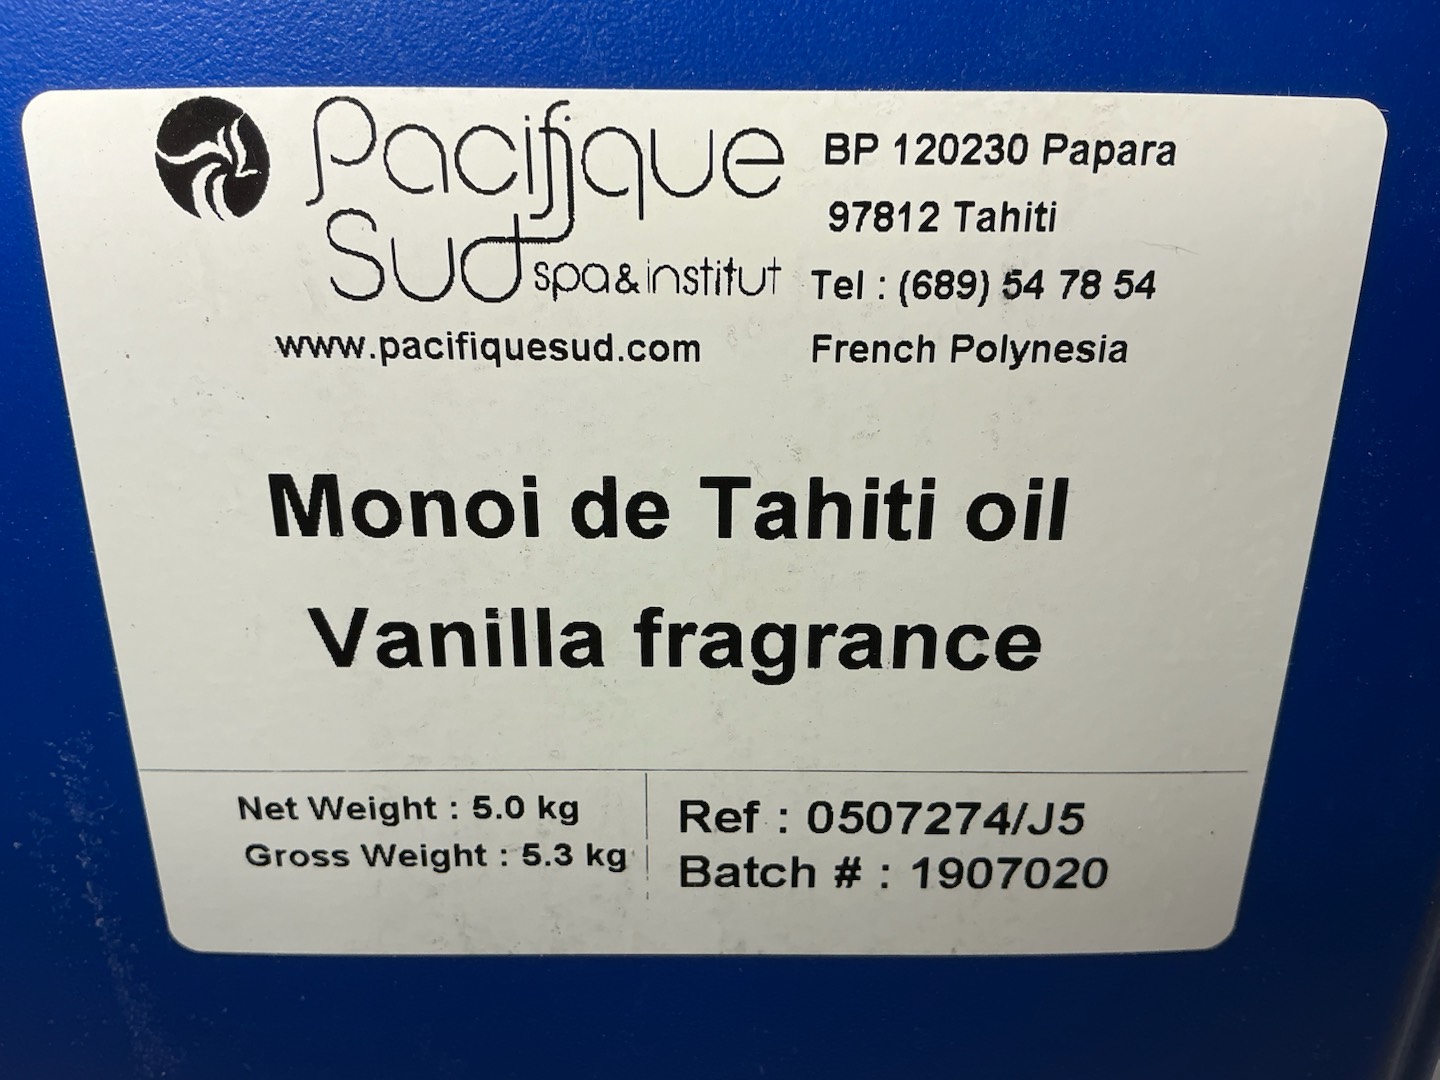 Pacifique
Sud spa & institut
www.pacifiquesud.com
BP 120230 Papara
97812 Tahiti
Tel : (689) 54 78 54
French Polynesia
Monoi de Tahiti oil
Vanilla fragrance
Net Weight : 5.0 kg
Gross Weight : 5.3 kg
Ref : 0507274/J5
Batch # : 1907020